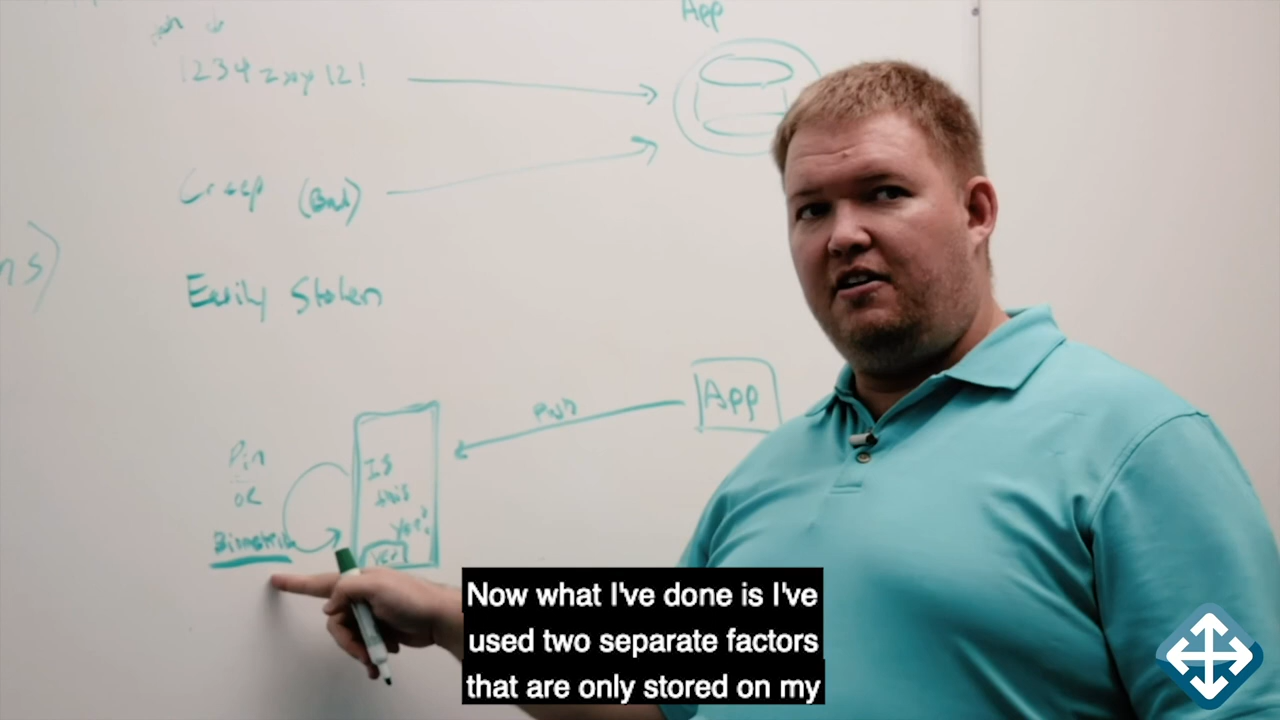 App
1234zxy12!
Creep (Bad)
Easily Stolen
ns)
App
Push
Pin
or
Biometric
Is
this
you?
Yes
Now what I've done is I've
used two separate factors
that are only stored on my